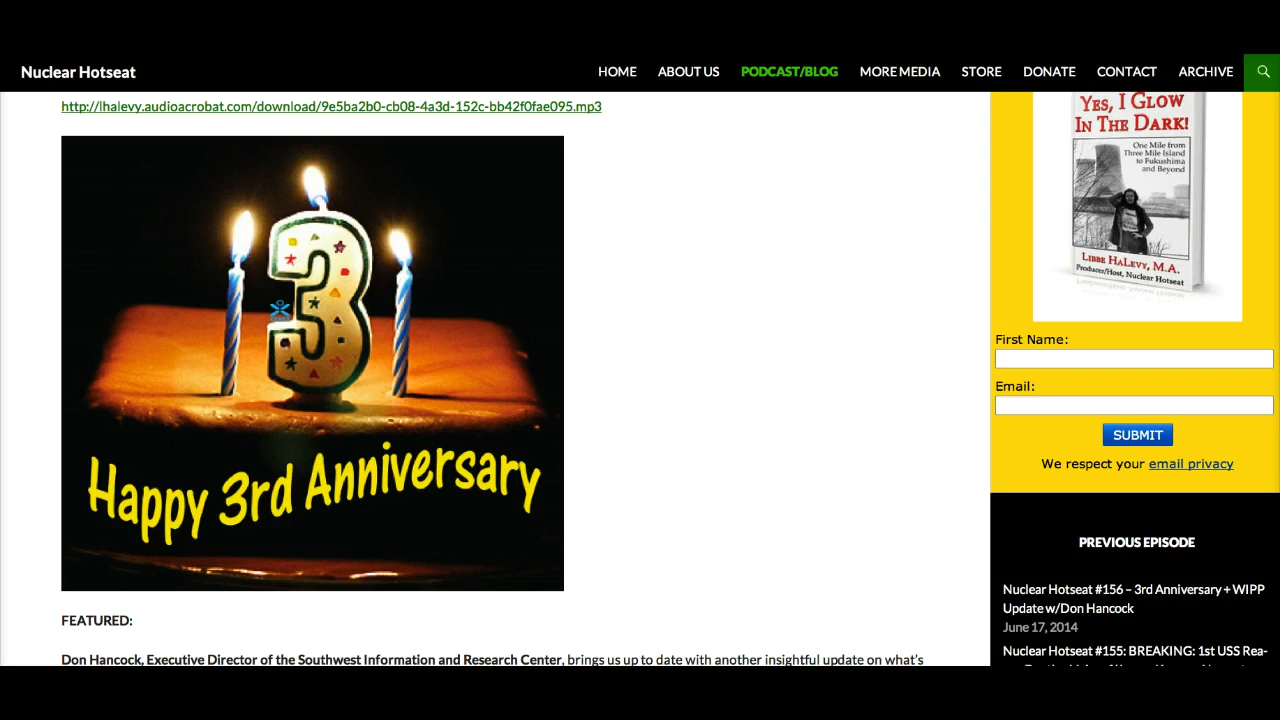 Nuclear Hotseat
HOME ABOUT US PODCAST/BLOG MORE MEDIA STORE DONATE CONTACT ARCHIVE
http://lhalevy.audioacrobat.com/download/9e5ba2b0-cb08-4a3d-152c-bb42f0fae095.mp3
3
Happy 3rd Anniversary
FEATURED:
Don Hancock, Executive Director of the Southwest Information and Research Center, brings us up to date with another insightful update on what's
YES, I GLOW
IN THE DARK!
One Mile from
Three Mile Island
to Fukushima
and Beyond
LIBBE HALEVY, M.A.
Producer/Host, Nuclear Hotseat
First Name:
Email:
SUBMIT
We respect your email privacy
PREVIOUS EPISODE
Nuclear Hotseat #156 – 3rd Anniversary + WIPP
Update w/Don Hancock
June 17, 2014
Nuclear Hotseat #155: BREAKING: 1st USS Rea-